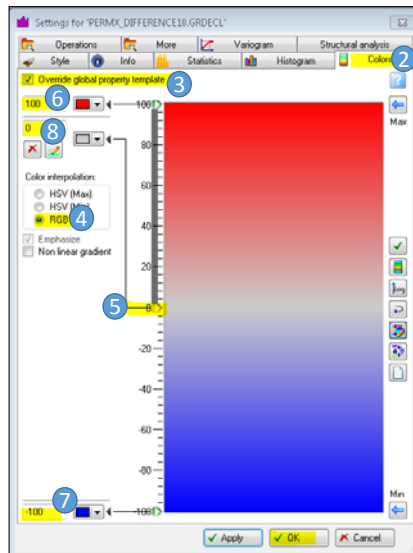 Settings for 'PERMX_DIFFERENCE10.GRDECL'
Operations More Variogram Structural analysis
Style Info Statistics Histogram Colors 2
Override global property template 3
100 6 100
Max
0 8
80
Color interpolation:
60
HSV (Max)
HSV
RGB 4
40
Emphasize
Non linear gradient
20
log
5 0
-20
-40
-60
-80
Min
-100 7 -100
Apply OK Cancel